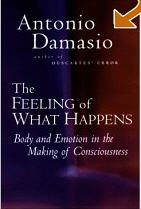 Antonio
Damasio
author of
DESCARTES' ERROR
The
FEELING of
WHAT HAPPENS
Body and Emotion in the
Making of Consciousness